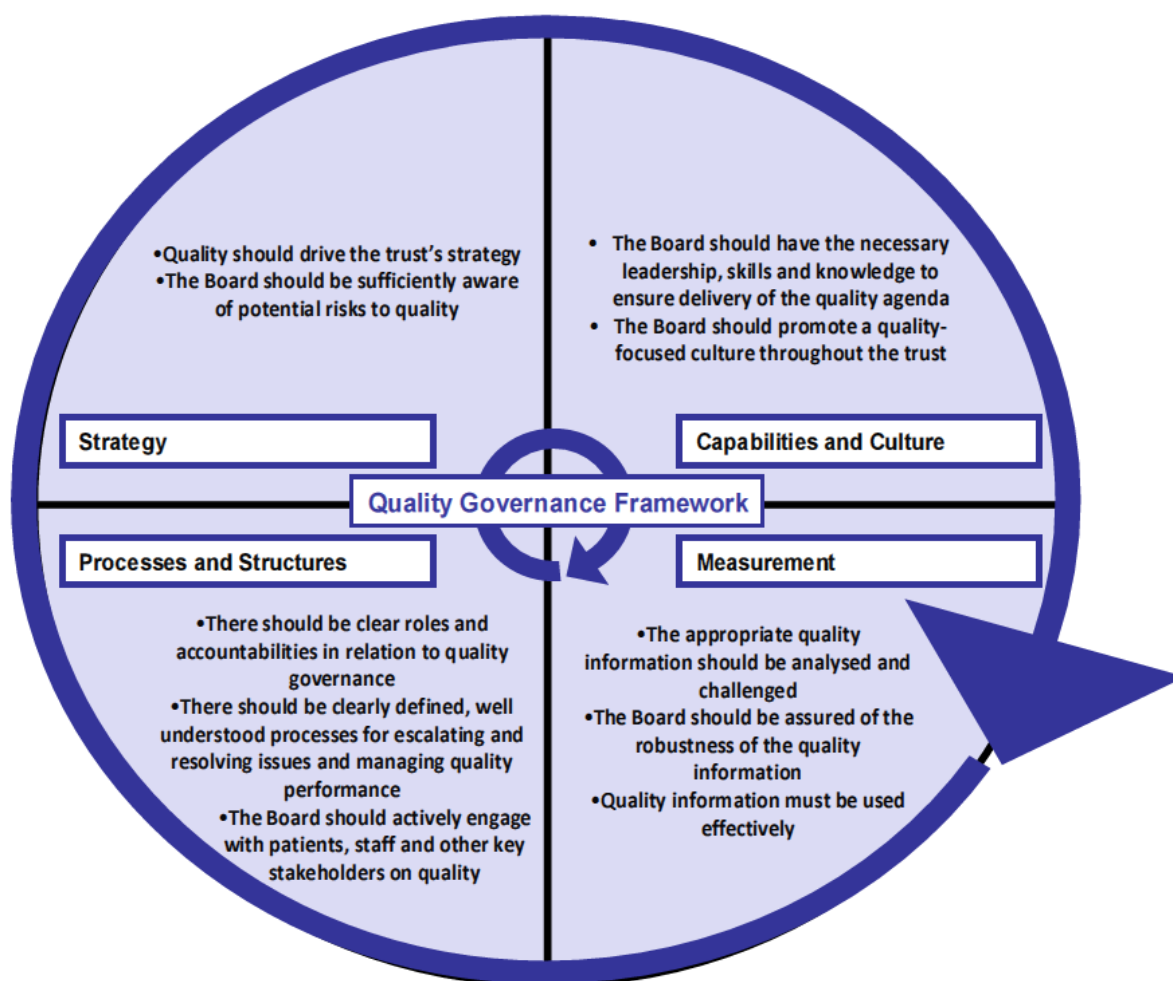 •Quality should drive the trust's strategy
•The Board should be sufficiently aware
of potential risks to quality
Strategy
• The Board should have the necessary
leadership, skills and knowledge to
ensure delivery of the quality agenda
• The Board should promote a quality-
focused culture throughout the trust
Capabilities and Culture
Quality Governance Framework
Processes and Structures
•There should be clear roles and
accountabilities in relation to quality
governance
•There should be clearly defined, well
understood processes for escalating and
resolving issues and managing quality
performance
•The Board should actively engage
with patients, staff and other key
stakeholders on quality
Measurement
•The appropriate quality
information should be analysed and
challenged
•The Board should be assured of the
robustness of the quality
information
•Quality information must be used
effectively